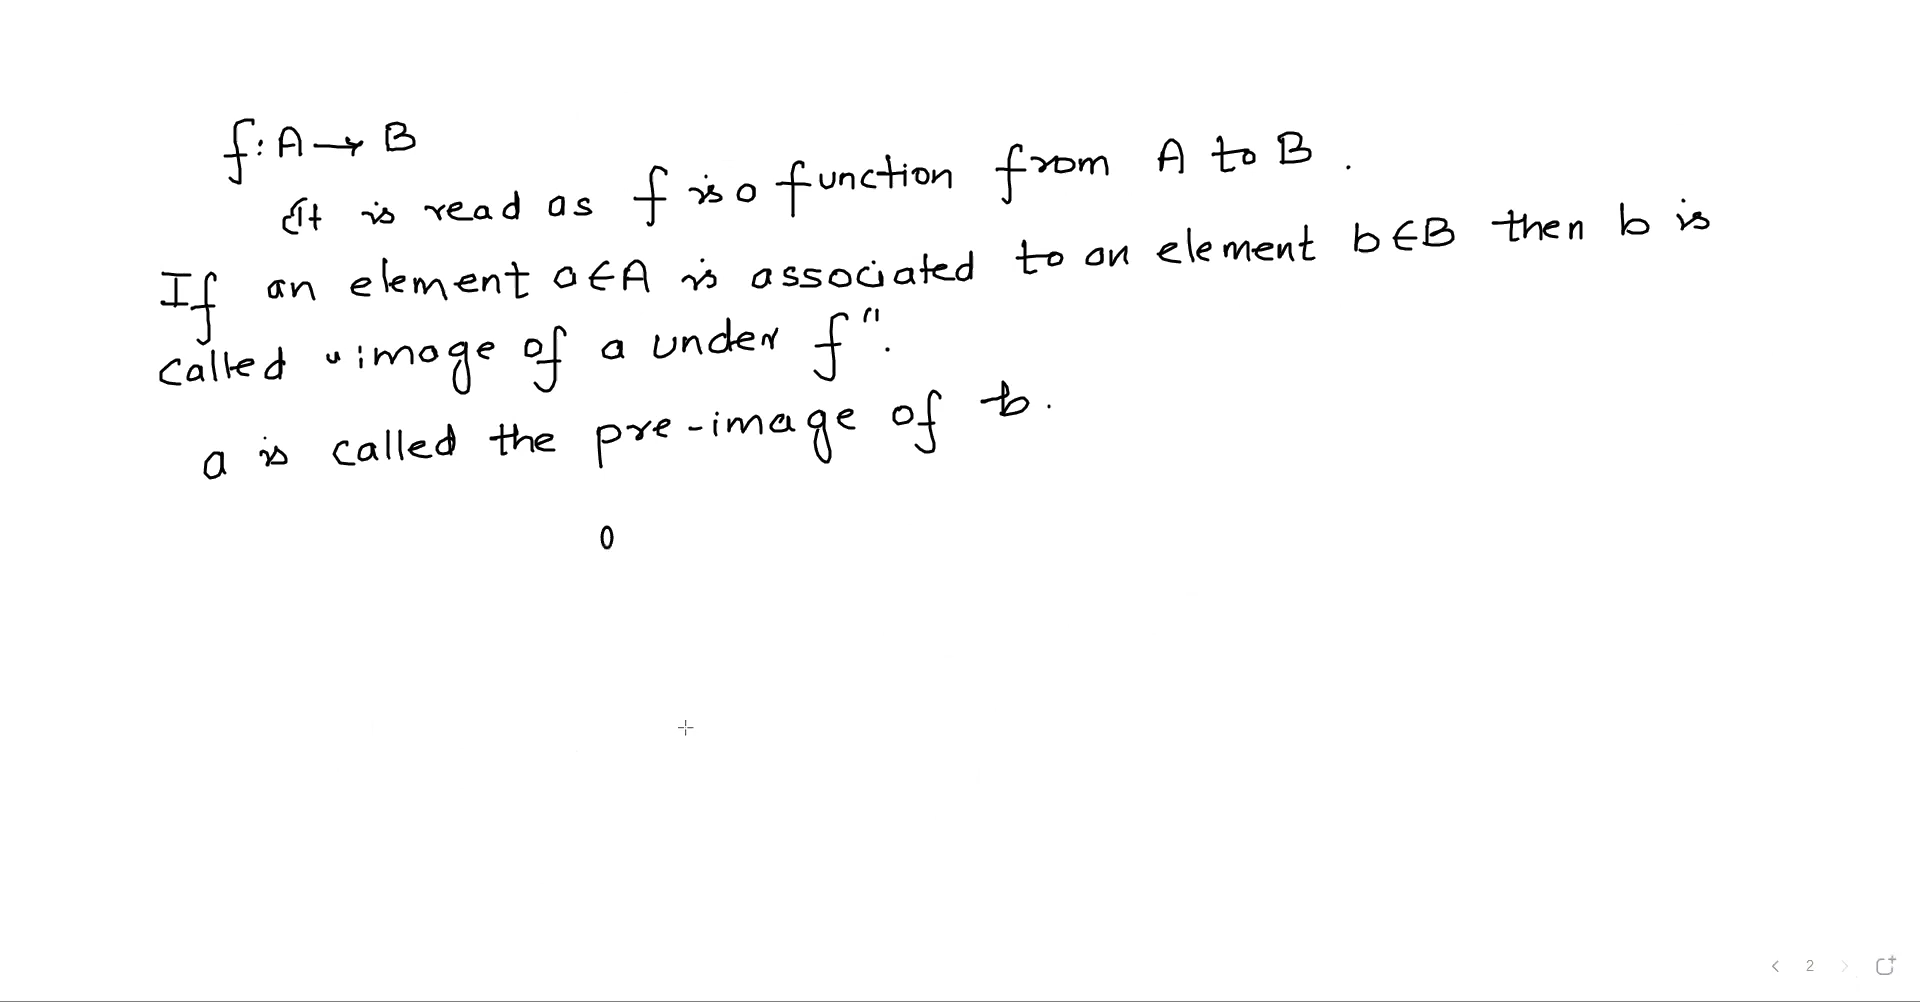 f: A → B
It is read as f is a function from A to B.
If an element a∈A is associated to an element b∈B then b is
called "image of a under f".
a is called the pre-image of b.
0
2